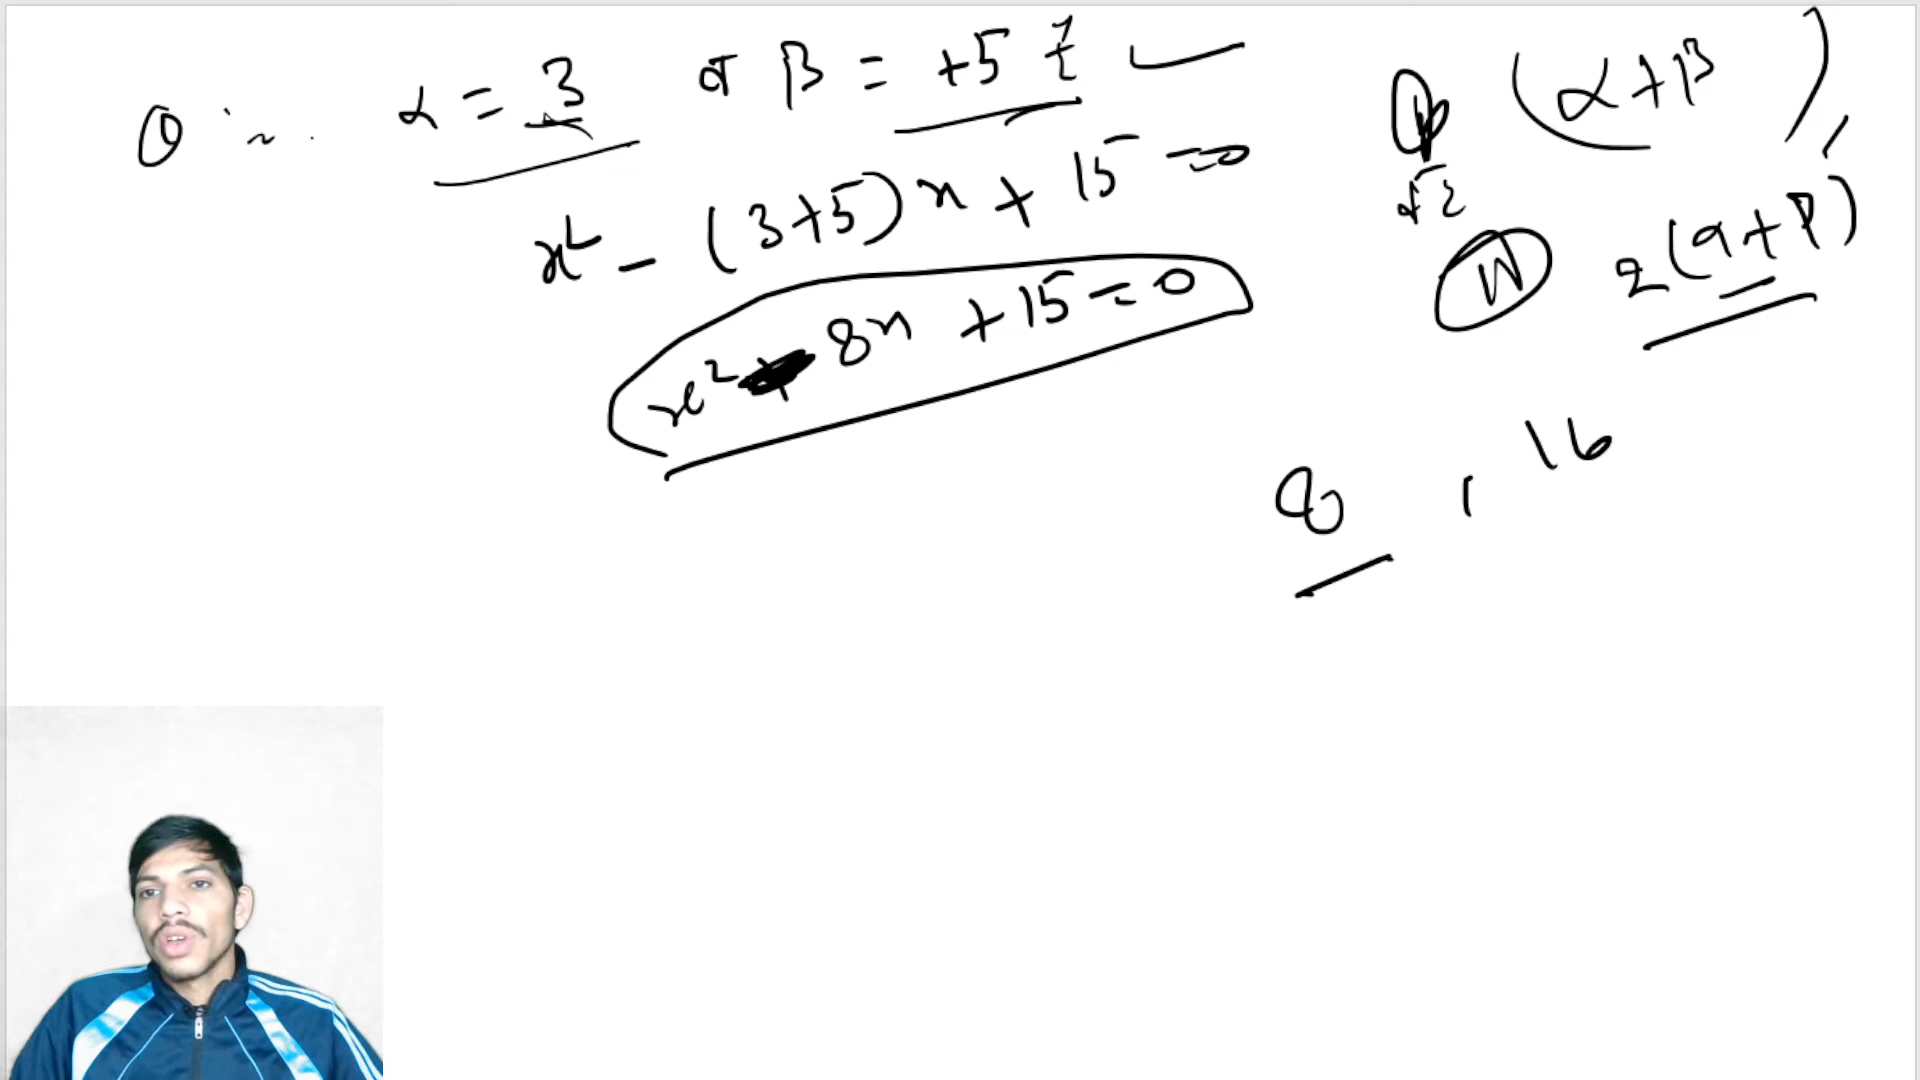 α = 3 व β = +5 है
x² - (3+5)x + 15 = 0
x² - 8x + 15 = 0
(α+β)
2(α+β)
8 , 16